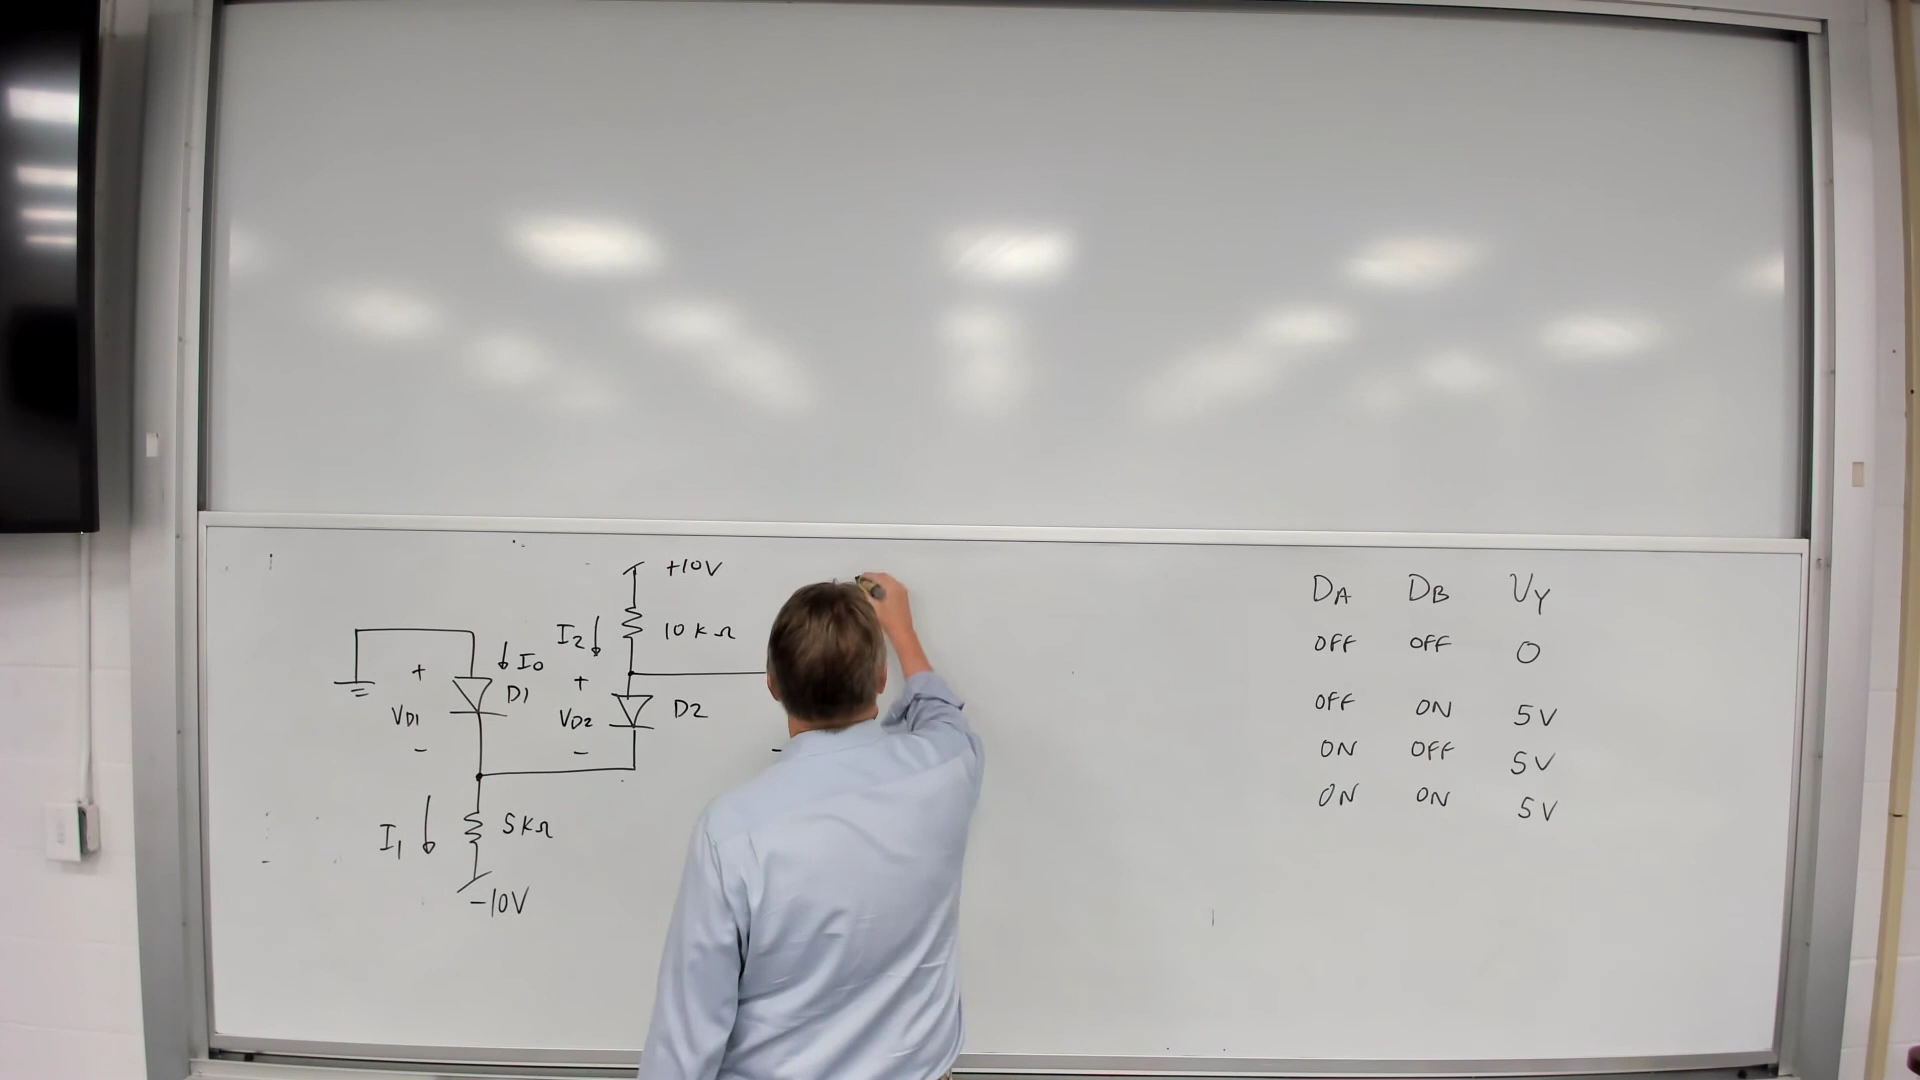 +10V
I2
10 KΩ
+
I0
D1
VD1
-
+
VD2
-
D2
-
I1
5KΩ
-10V
DA DB VY
OFF OFF 0
OFF ON 5V
ON OFF 5V
ON ON 5V